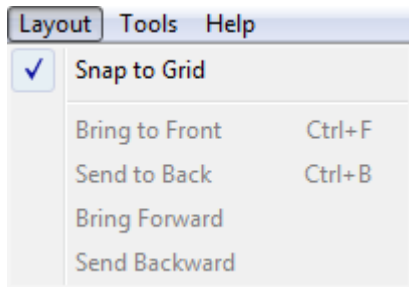 Layout Tools Help
Snap to Grid
Bring to Front Ctrl+F
Send to Back Ctrl+B
Bring Forward
Send Backward